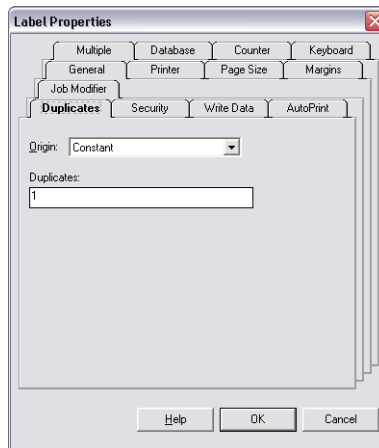 Label Properties
Multiple Database Counter Keyboard
General Printer Page Size Margins
Job Modifier
Duplicates Security Write Data AutoPrint
Origin: Constant
Duplicates:
1
Help OK Cancel